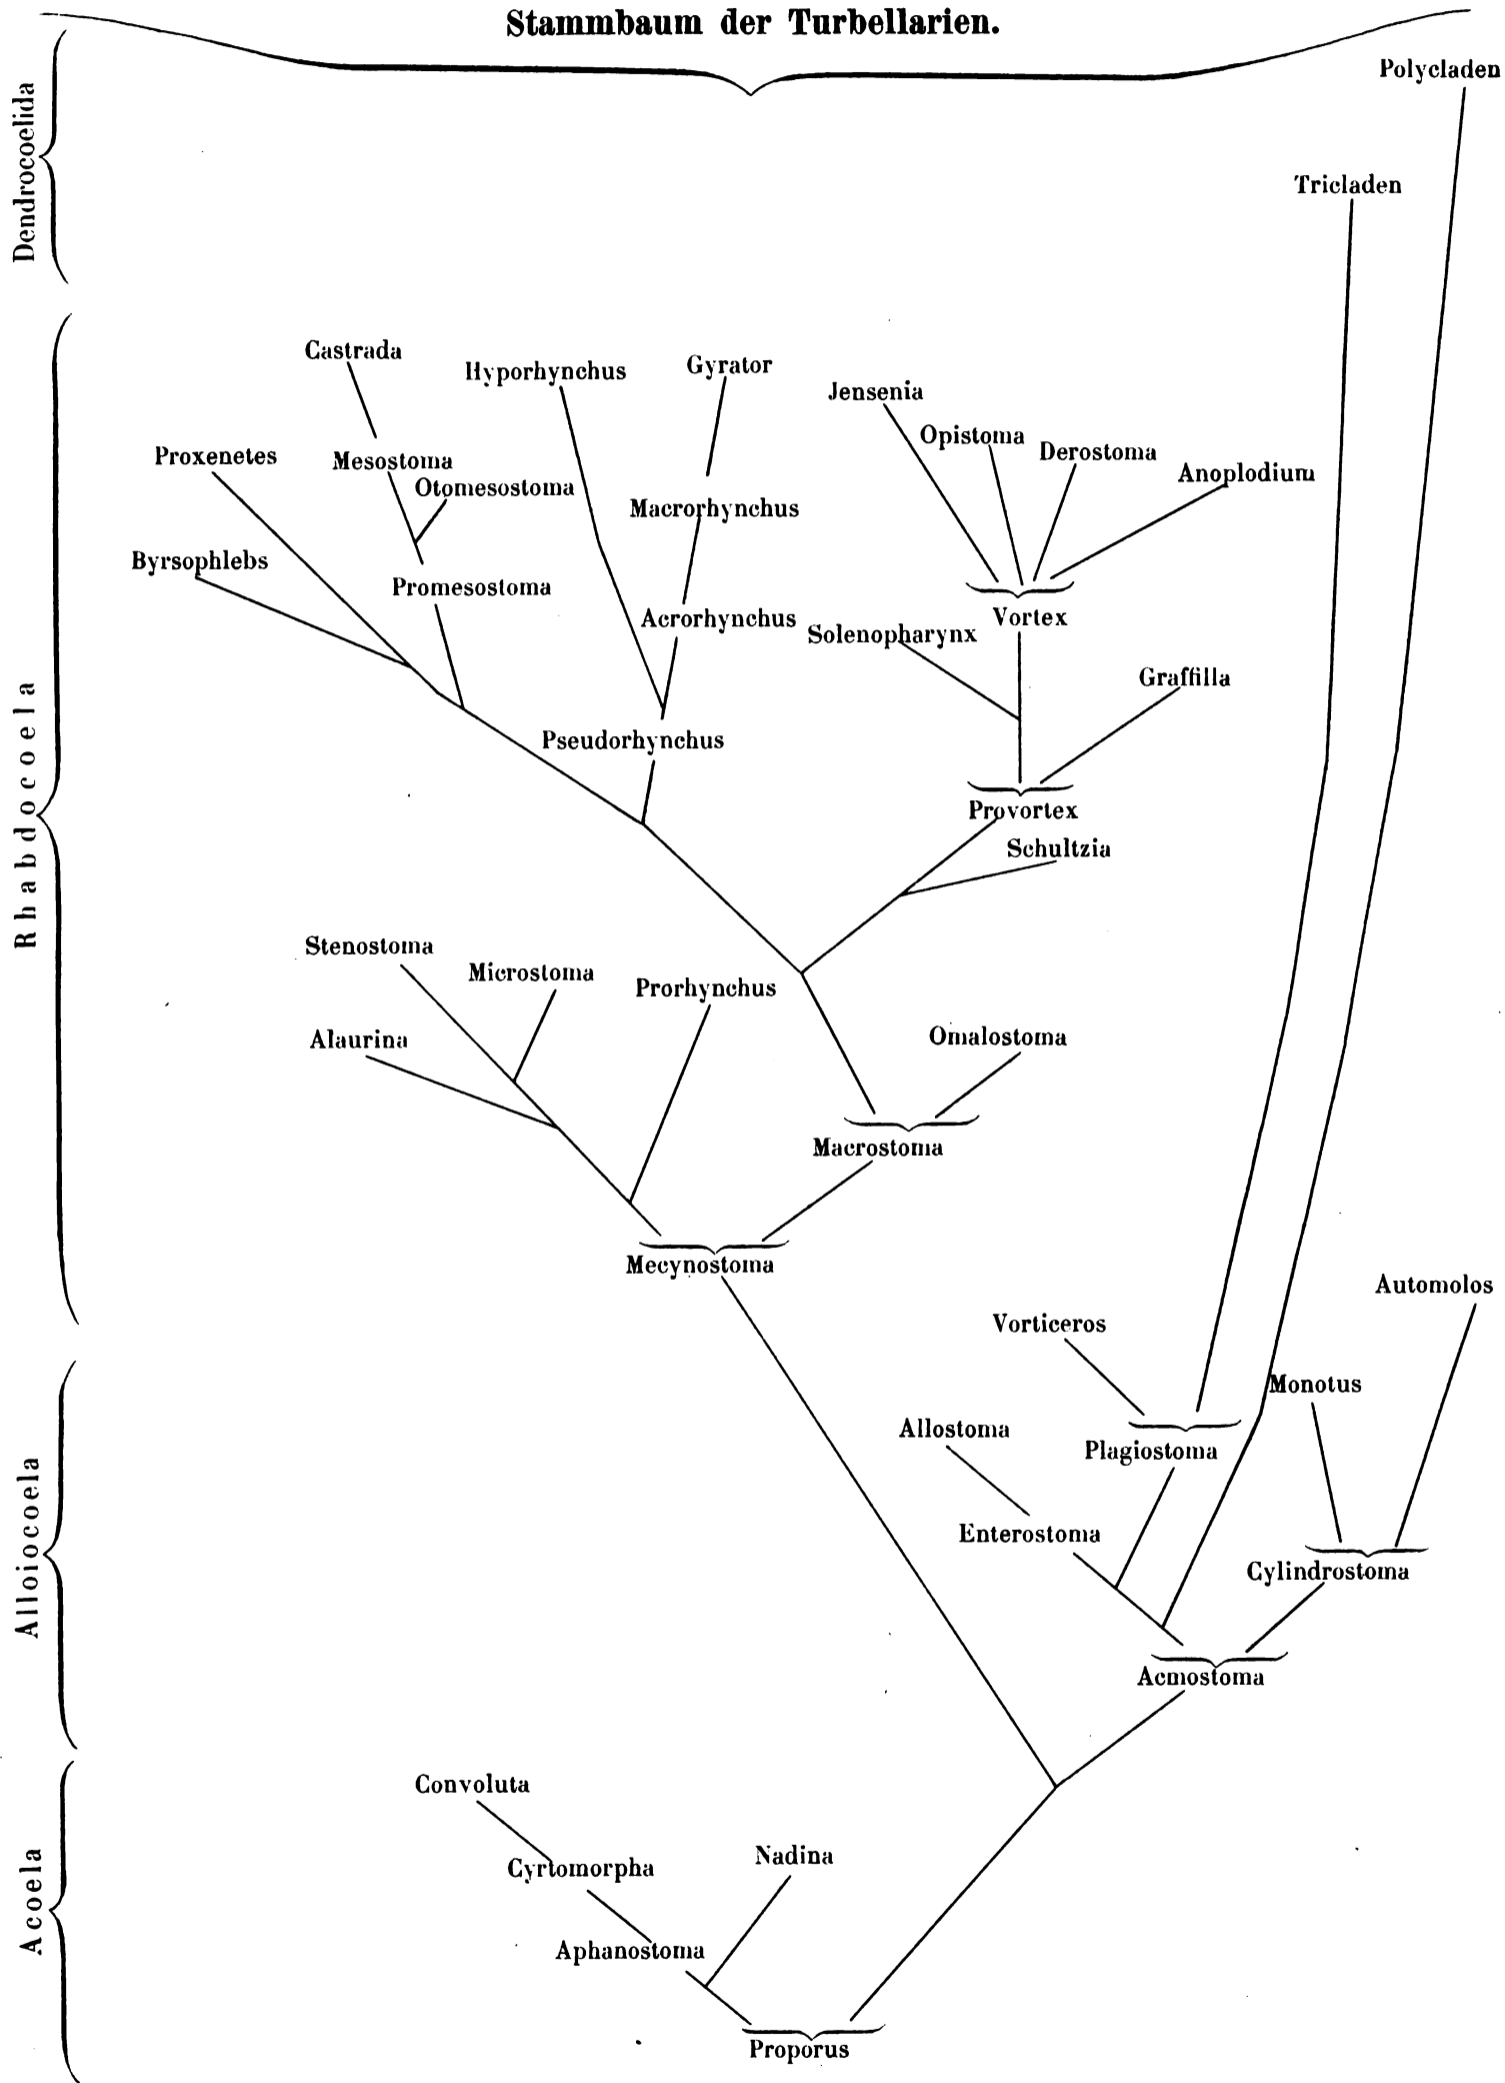 Stammbaum der Turbellarien.
Polycladen
Dendrocoelida
Tricladen
Castrada
Hyporhynchus
Gyrator
Jensenia
Opistoma
Derostoma
Proxenetes
Mesostoma
Anoplodium
Otomesostoma
Macrorhynchus
Byrsophlebs
Promesostoma
Acrorhynchus
Vortex
Solenopharynx
Graffilla
Pseudorhynchus
Rhabdocoela
Provortex
Schultzia
Stenostoma
Microstoma
Prorhynchus
Alaurina
Omalostoma
Macrostoma
Mecynostoma
Automolos
Vorticeros
Monotus
Allostoma
Plagiostoma
Alloiocoela
Enterostoma
Cylindrostoma
Acmostoma
Convoluta
Nadina
Cyrtomorpha
Acoela
Aphanostoma
Proporus